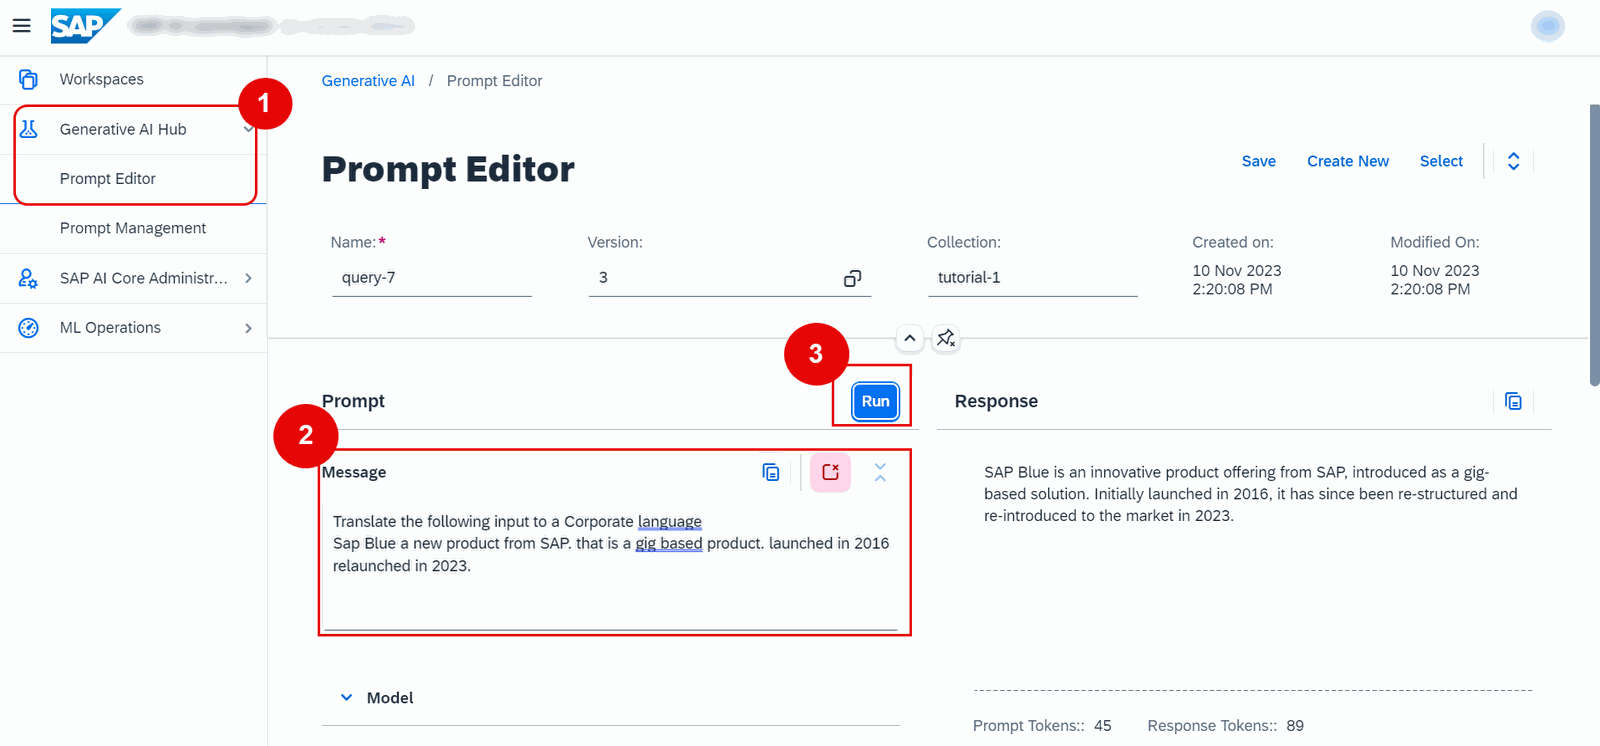 SAP
Workspaces
Generative AI Hub
Prompt Editor
Prompt Management
SAP AI Core Administr...
ML Operations
1
Generative AI / Prompt Editor
Prompt Editor
Save Create New Select
Name:* Version: Collection: Created on: Modified On:
query-7 3 tutorial-1 10 Nov 2023 10 Nov 2023
2:20:08 PM 2:20:08 PM
3
Prompt Run Response
2
Message
Translate the following input to a Corporate language
Sap Blue a new product from SAP. that is a gig based product. launched in 2016
relaunched in 2023.
SAP Blue is an innovative product offering from SAP, introduced as a gig-
based solution. Initially launched in 2016, it has since been re-structured and
re-introduced to the market in 2023.
Model
Prompt Tokens:: 45 Response Tokens:: 89